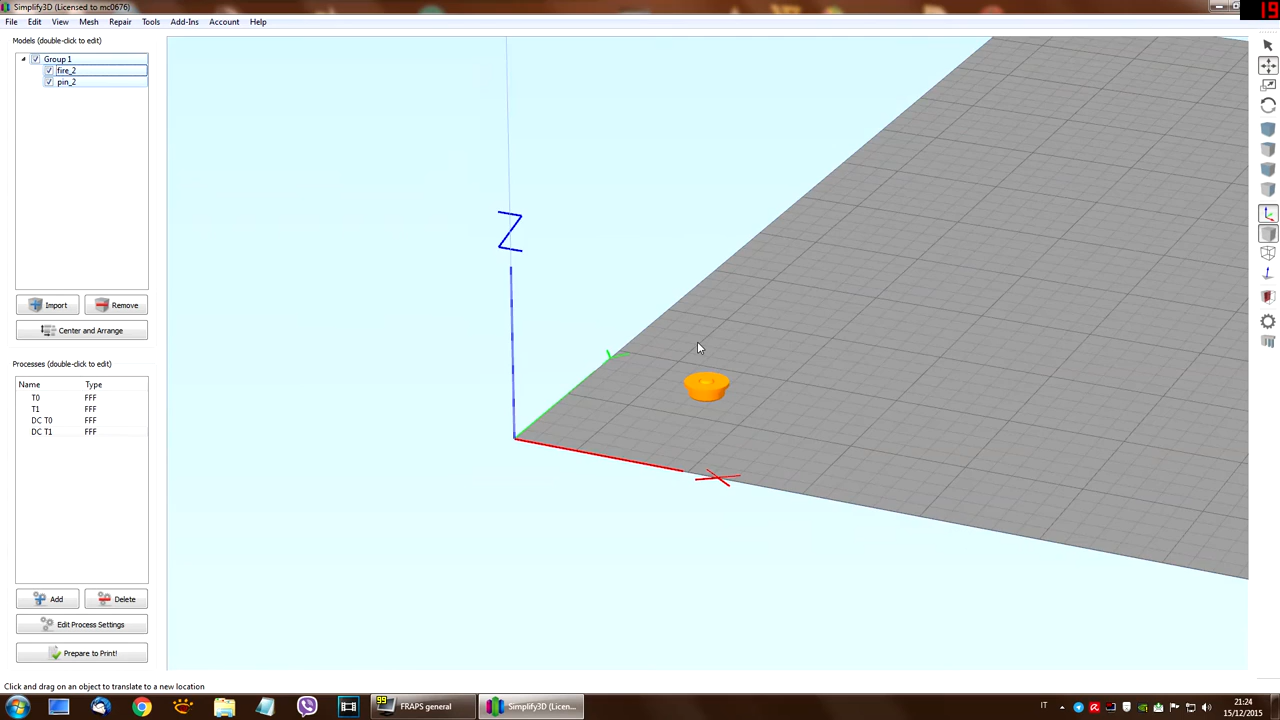 Simplify3D (Licensed to mc0676)
19
File Edit View Mesh Repair Tools Add-Ins Account Help
Models (double-click to edit)
Group 1
fire_2
pin_2
Import Remove
Center and Arrange
Processes (double-click to edit)
Name Type
T0 FFF
T1 FFF
DC T0 FFF
DC T1 FFF
Add Delete
Edit Process Settings
Prepare to Print!
Z
Y
X
Click and drag on an object to translate to a new location
99
FRAPS general
Simplify3D (Licen...
IT
21:24
15/12/2015